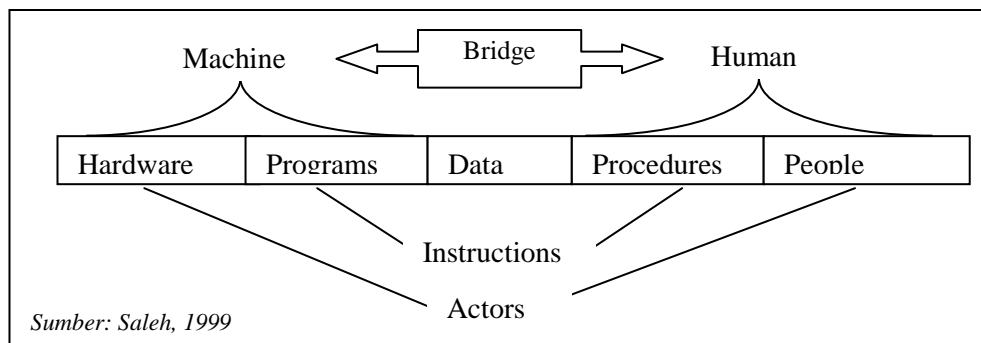 Machine Bridge Human
Hardware Programs Data Procedures People
Instructions
Actors
Sumber: Saleh, 1999